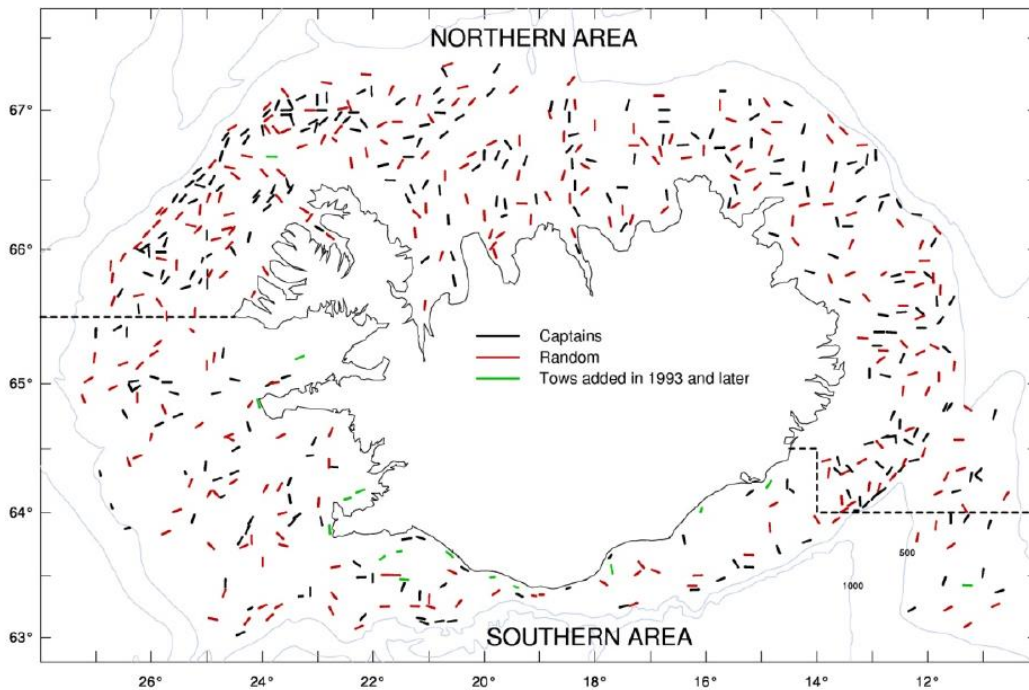 NORTHERN AREA
67°
66°
Captains
Random
65°
Tows added in 1993 and later
64°
500
1000
63°
SOUTHERN AREA
26° 24° 22° 20° 18° 16° 14° 12°